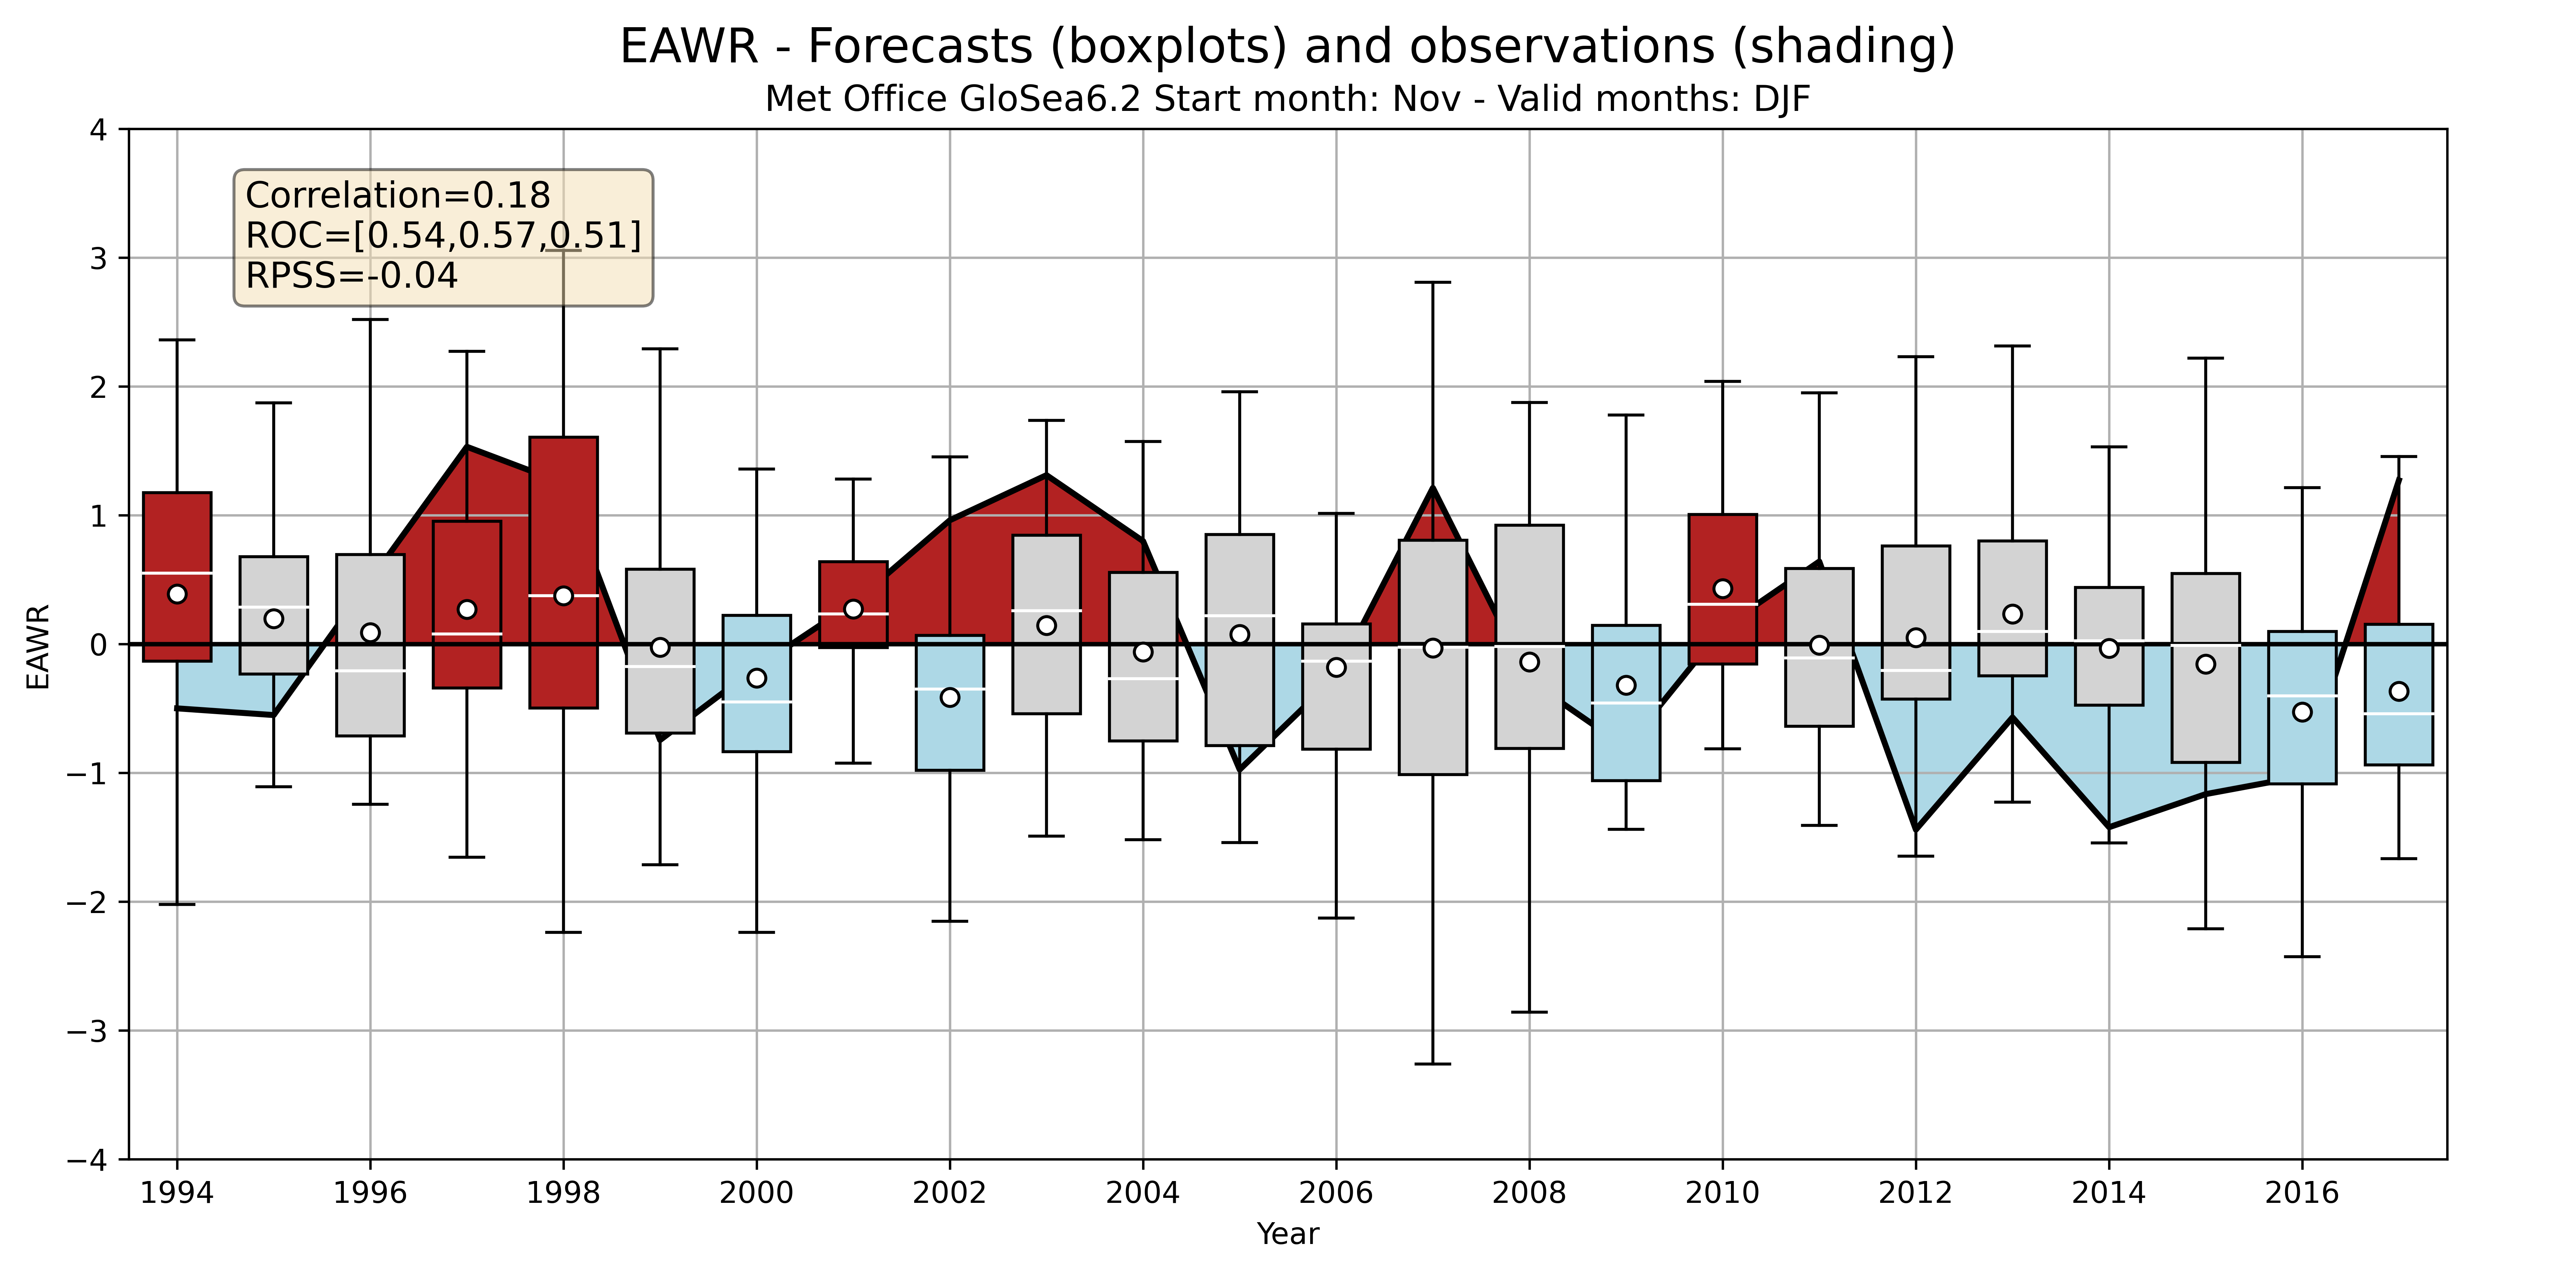 EAWR - Forecasts (boxplots) and observations (shading)
Met Office GloSea6.2 Start month: Nov - Valid months: DJF
Correlation=0.18
ROC=[0.54,0.57,0.51]
RPSS=-0.04
4
3
2
1
0
−1
−2
−3
−4
EAWR
1994 1996 1998 2000 2002 2004 2006 2008 2010 2012 2014 2016
Year